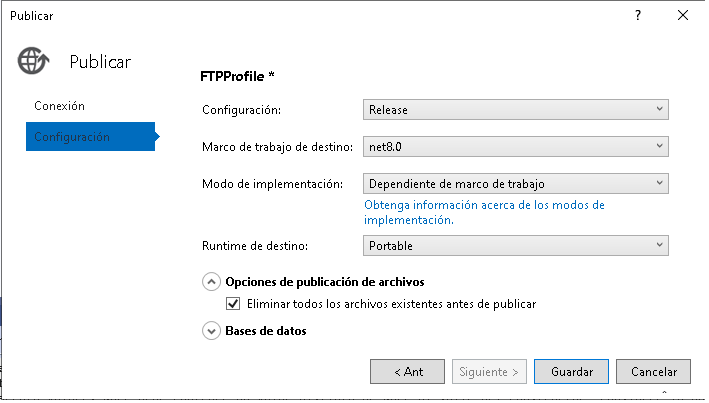 Publicar
?
Publicar
FTPProfile *
Conexión
Configuración
Configuración: Release
Marco de trabajo de destino: net8.0
Modo de implementación: Dependiente de marco de trabajo
Obtenga información acerca de los modos de
implementación.
Runtime de destino: Portable
Opciones de publicación de archivos
Eliminar todos los archivos existentes antes de publicar
Bases de datos
< Ant Siguiente > Guardar Cancelar